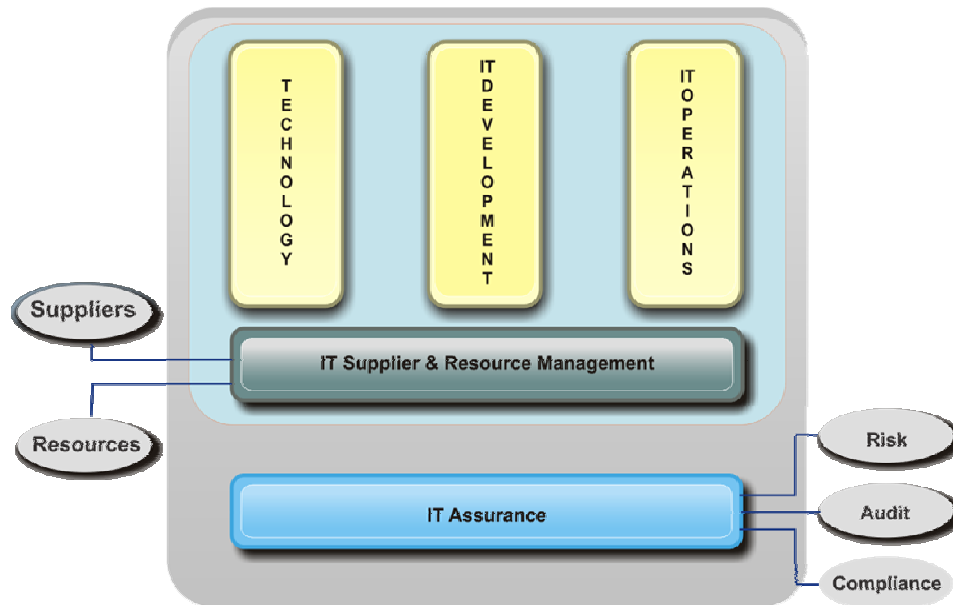 TECHNOLOGY
IT DEVELOPMENT
IT OPERATIONS
Suppliers
IT Supplier & Resource Management
Resources
Risk
IT Assurance
Audit
Compliance